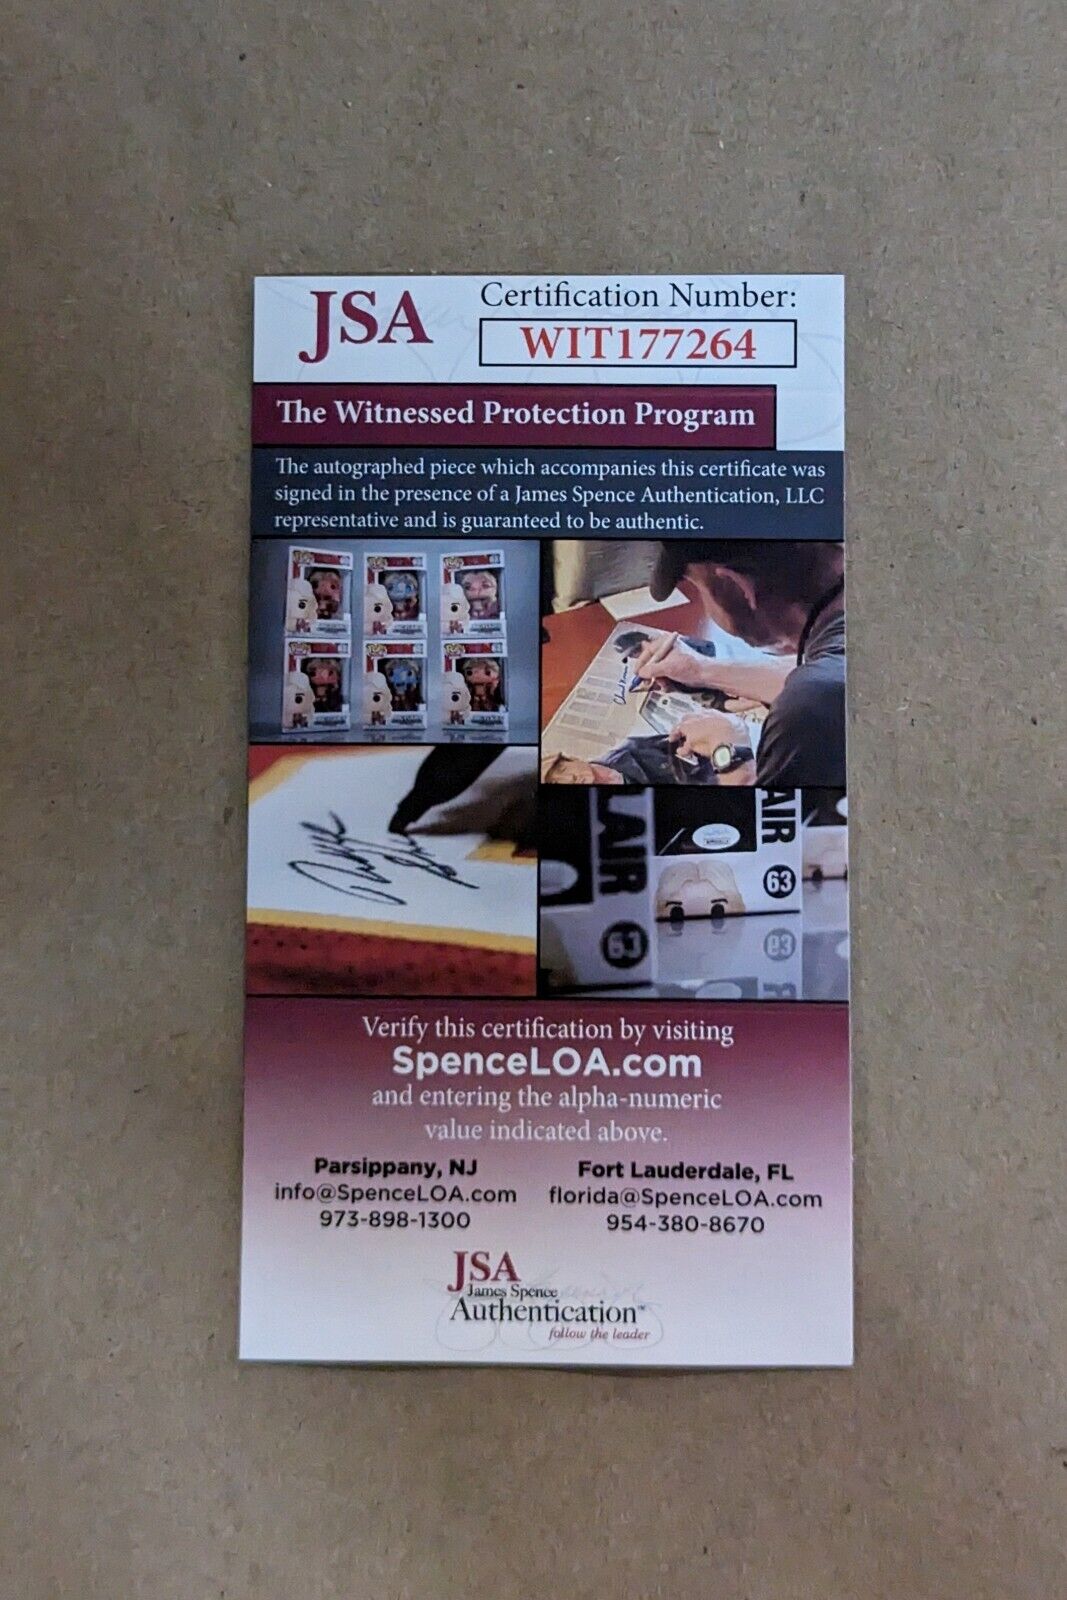 JSA
Certification Number:
WIT177264
The Witnessed Protection Program
The autographed piece which accompanies this certificate was
signed in the presence of a James Spence Authentication, LLC
representative and is guaranteed to be authentic.
LAIR
63
AIR
63
Verify this certification by visiting
SpenceLOA.com
and entering the alpha-numeric
value indicated above.
Parsippany, NJ
info@SpenceLOA.com
973-898-1300
Fort Lauderdale, FL
florida@SpenceLOA.com
954-380-8670
JSA
James Spence
Authentication™
follow the leader